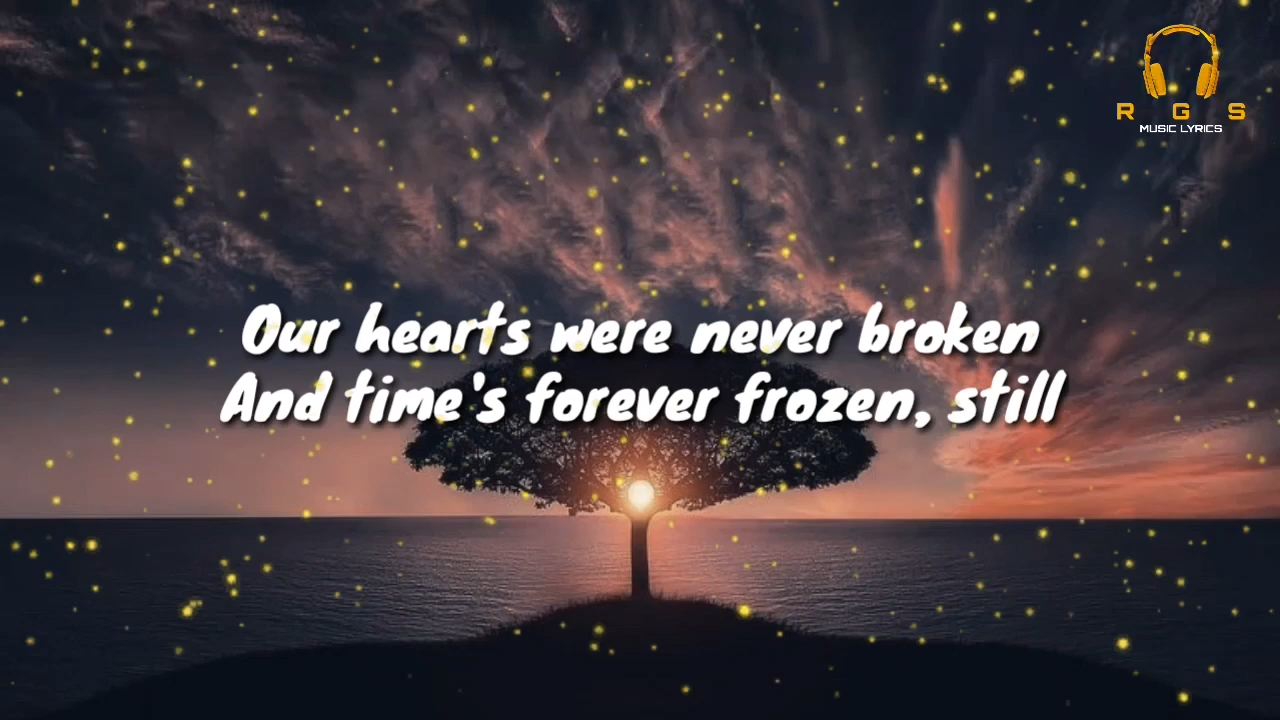 R G S
MUSIC LYRICS
Our hearts were never broken
And time's forever frozen, still